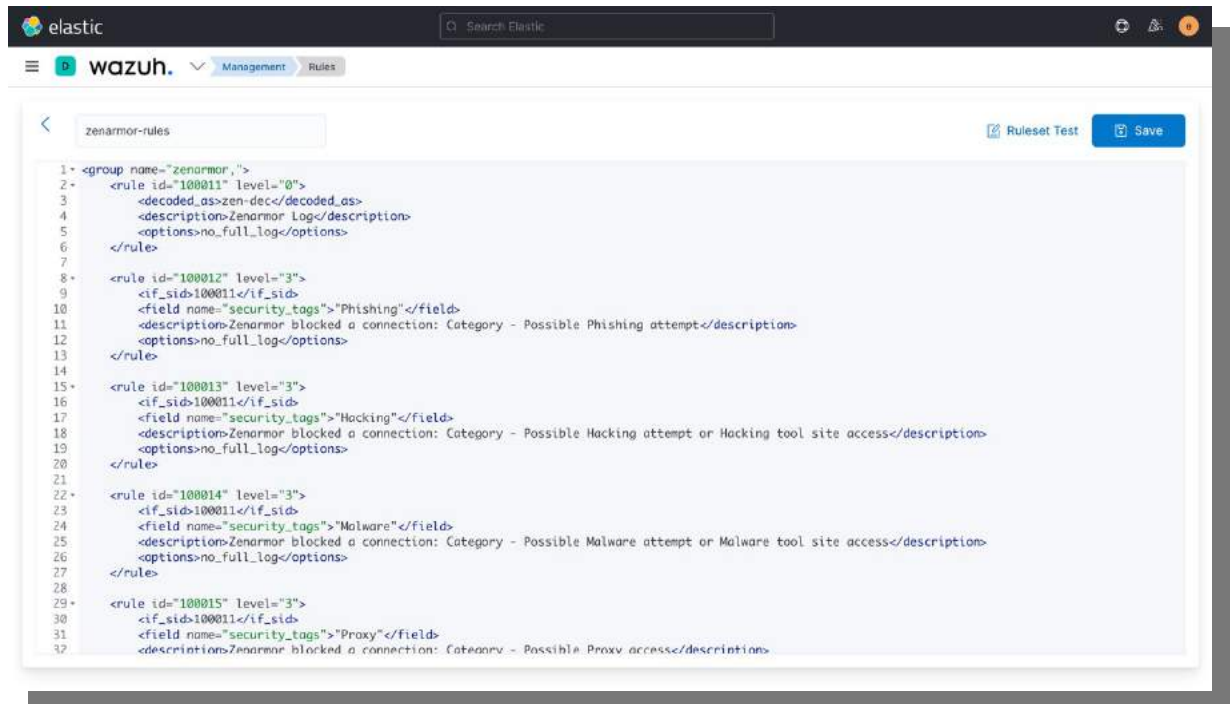 elastic
Search Elastic
e
D wazuh. Management Rules
zenarmor-rules
Ruleset Test
Save
1 <group name="zenarmor,">
2 <rule id="100011" level="0">
3 <decoded_as>zen-dec</decoded_as>
4 <description>Zenarmor Log</description>
5 <options>no_full_log</options>
6 </rule>
7
8 <rule id="100012" level="3">
9 <if_sid>100011</if_sid>
10 <field name="security_tags">"Phishing"</field>
11 <description>Zenarmor blocked a connection: Category - Possible Phishing attempt</description>
12 <options>no_full_log</options>
13 </rule>
14
15 <rule id="100013" level="3">
16 <if_sid>100011</if_sid>
17 <field name="security_tags">"Hacking"</field>
18 <description>Zenarmor blocked a connection: Category - Possible Hacking attempt or Hacking tool site access</description>
19 <options>no_full_log</options>
20 </rule>
21
22 <rule id="100014" level="3">
23 <if_sid>100011</if_sid>
24 <field name="security_tags">"Malware"</field>
25 <description>Zenarmor blocked a connection: Category - Possible Malware attempt or Malware tool site access</description>
26 <options>no_full_log</options>
27 </rule>
28
29 <rule id="100015" level="3">
30 <if_sid>100011</if_sid>
31 <field name="security_tags">"Proxy"</field>
32 <description>Zenarmor blocked a connection: Category - Possible Proxy access</description>